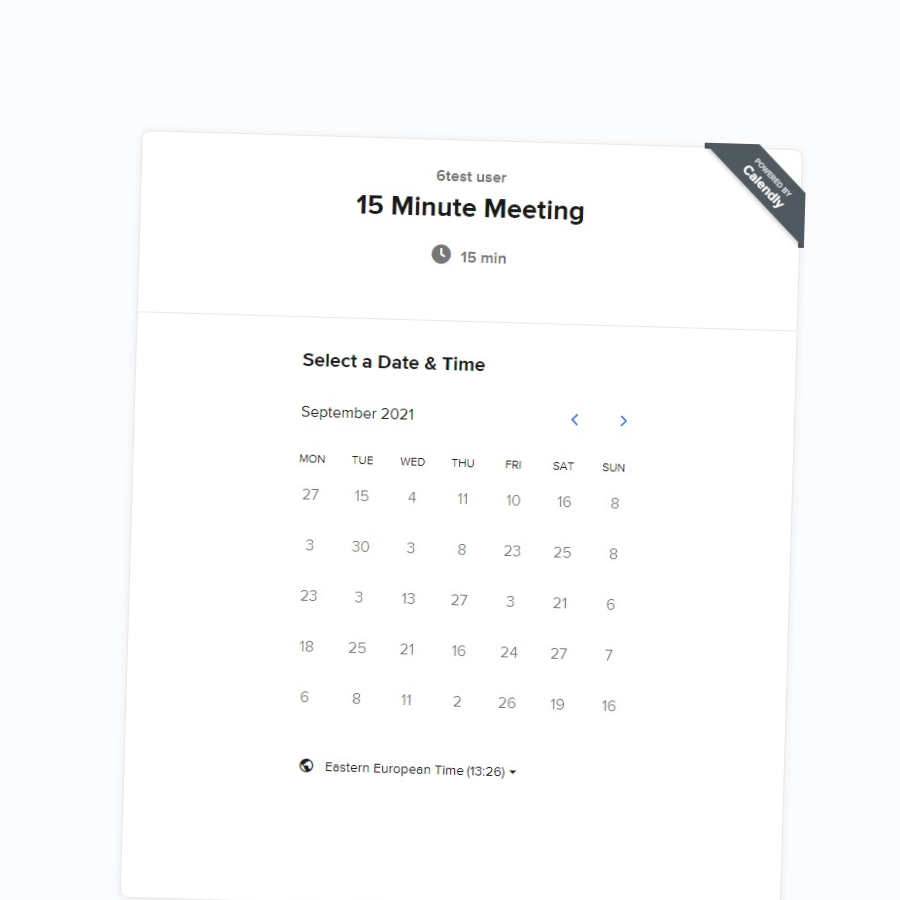 POWERED BY
Calendly
6test user
15 Minute Meeting
15 min
Select a Date & Time
September 2021
MON TUE WED THU FRI SAT SUN
27 15 4 11 10 16 8
3 30 3 8 23 25 8
23 3 13 27 3 21 6
18 25 21 16 24 27 7
6 8 11 2 26 19 16
Eastern European Time (13:26)